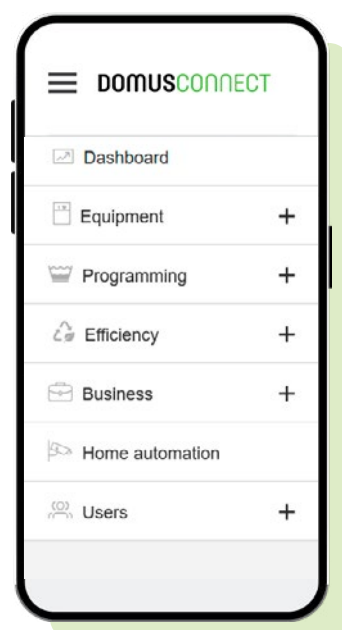 DOMUSCONNECT
Dashboard
Equipment +
Programming +
Efficiency +
Business +
Home automation
Users +